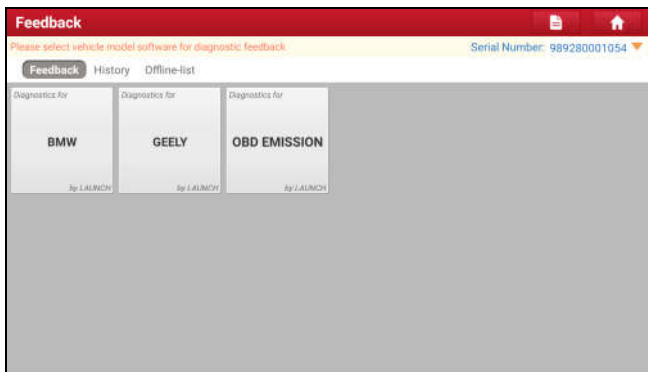 Feedback
Please select vehicle model software for diagnostic feedback
Serial Number: 989280001054
Feedback History Offline-list
Diagnostics for Diagnostics for Diagnostics for
BMW GEELY OBD EMISSION
by LAUNCH by LAUNCH by LAUNCH